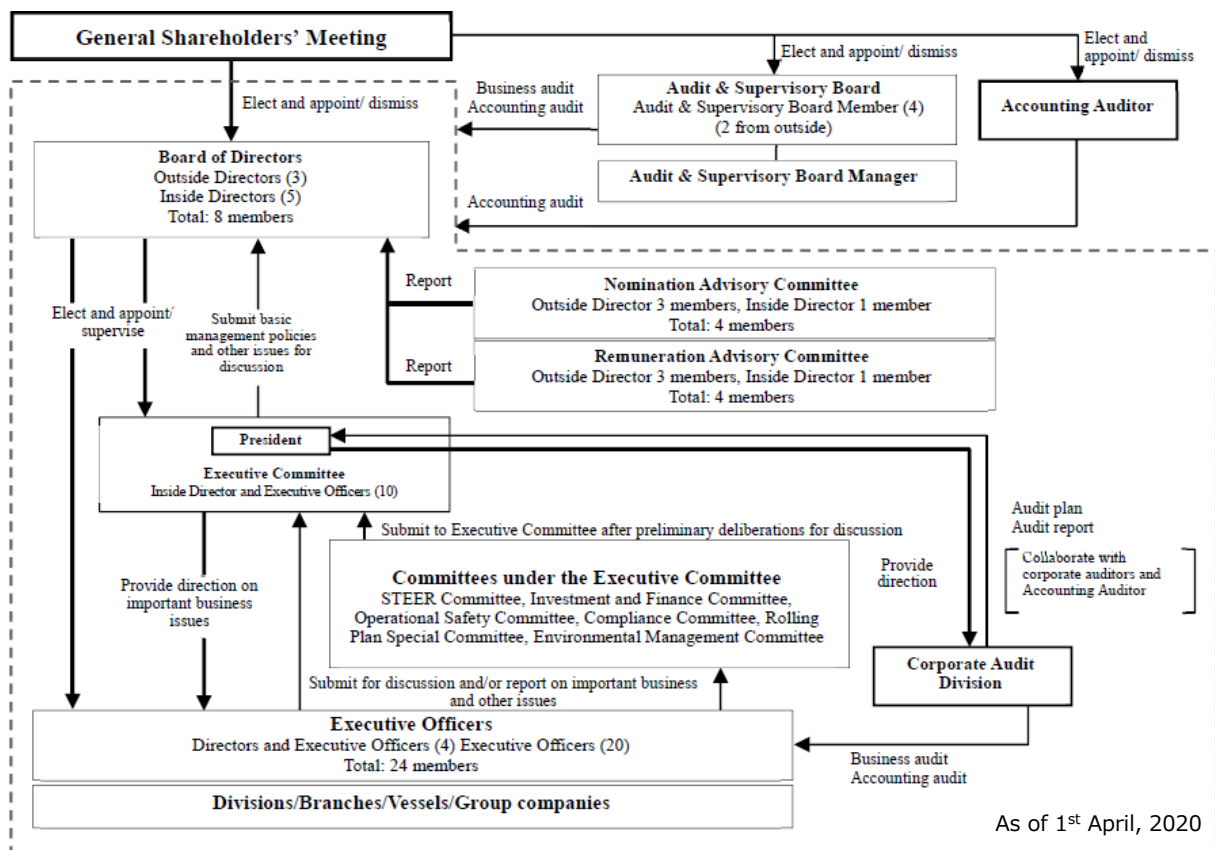 General Shareholders' Meeting
Elect and appoint/ dismiss
Elect and
appoint/ dismiss
Elect and appoint/ dismiss
Business audit
Accounting audit
Audit & Supervisory Board
Audit & Supervisory Board Member (4)
(2 from outside)
Accounting Auditor
Board of Directors
Outside Directors (3)
Inside Directors (5)
Total: 8 members
Audit & Supervisory Board Manager
Accounting audit
Report
Nomination Advisory Committee
Outside Director 3 members, Inside Director 1 member
Total: 4 members
Elect and appoint/
supervise
Submit basic
management policies
and other issues for
discussion
Report
Remuneration Advisory Committee
Outside Director 3 members, Inside Director 1 member
Total: 4 members
President
Executive Committee
Inside Director and Executive Officers (10)
Submit to Executive Committee after preliminary deliberations for discussion
Audit plan
Audit report
Collaborate with
corporate auditors and
Accounting Auditor
Provide
direction
Provide direction on
important business
issues
Committees under the Executive Committee
STEER Committee, Investment and Finance Committee,
Operational Safety Committee, Compliance Committee, Rolling
Plan Special Committee, Environmental Management Committee
Corporate Audit
Division
Submit for discussion and/or report on important business
and other issues
Executive Officers
Directors and Executive Officers (4) Executive Officers (20)
Total: 24 members
Business audit
Accounting audit
Divisions/Branches/Vessels/Group companies
As of 1st April, 2020